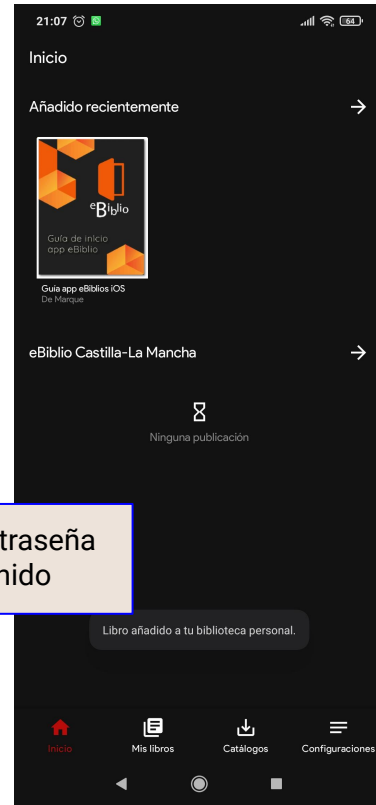 21:07
64
Inicio
Añadido recientemente
eBiblio
Guía de inicio
app eBiblio
Guía app eBiblios iOS
De Marque
eBiblio Castilla-La Mancha
Ninguna publicación
traseña
nido
Libro añadido a tu biblioteca personal.
Inicio
Mis libros
Catálogos
Configuraciones